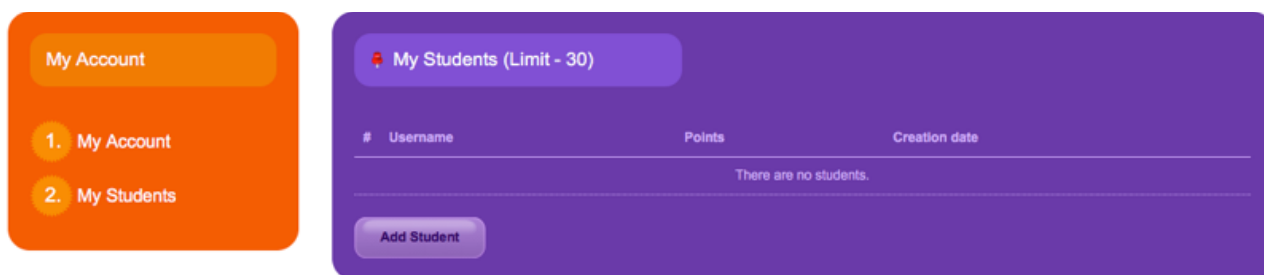 My Account
1. My Account
2. My Students
My Students (Limit - 30)
# Username Points Creation date
There are no students.
Add Student